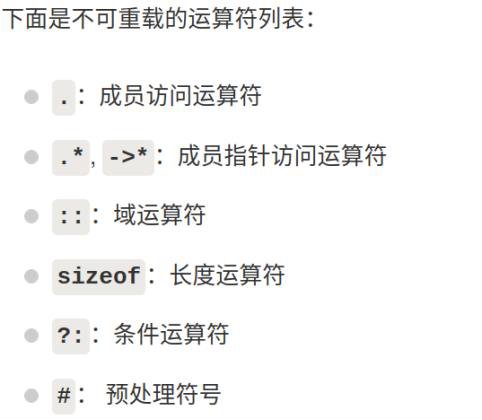 下面是不可重载的运算符列表：
.：成员访问运算符
.*, ->*：成员指针访问运算符
::：域运算符
sizeof：长度运算符
?:：条件运算符
#： 预处理符号